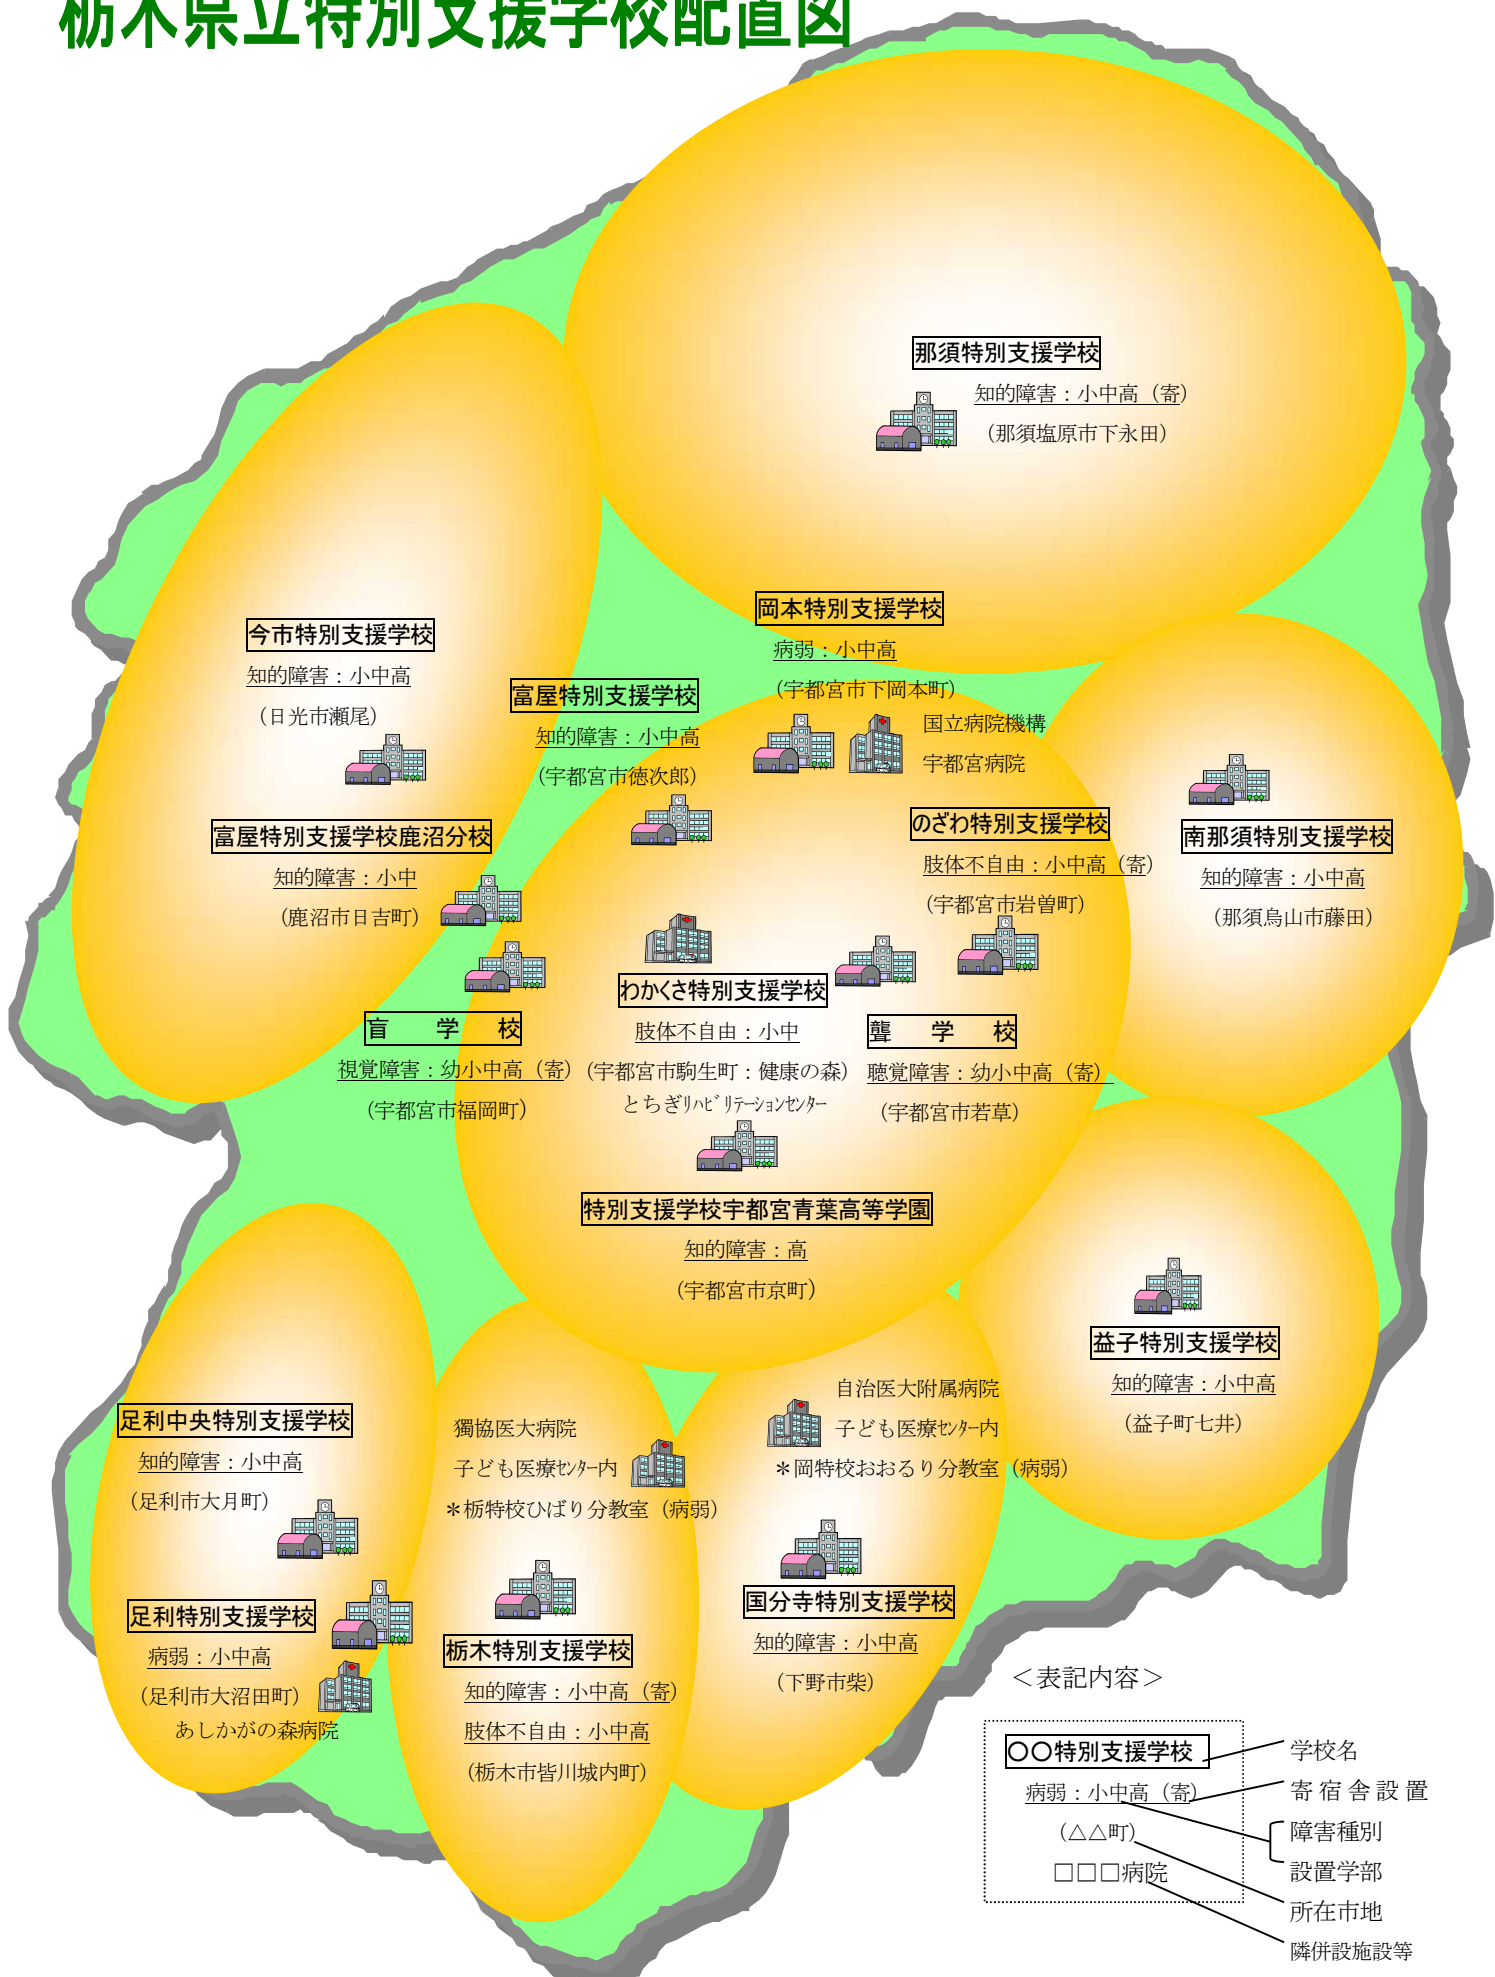 栃木県立特別支援学校配置図
那須特別支援学校
知的障害：小中高（寄）
（那須塩原市下永田）
岡本特別支援学校
病弱：小中高
（宇都宮市下岡本町）
国立病院機構
宇都宮病院
今市特別支援学校
知的障害：小中高
（日光市瀬尾）
富屋特別支援学校
知的障害：小中高
（宇都宮市徳次郎）
富屋特別支援学校鹿沼分校
知的障害：小中
（鹿沼市日吉町）
のざわ特別支援学校
肢体不自由：小中高（寄）
（宇都宮市岩曽町）
南那須特別支援学校
知的障害：小中高
（那須烏山市藤田）
盲　学　校
視覚障害：幼小中高（寄）
（宇都宮市福岡町）
わかくさ特別支援学校
肢体不自由：小中
（宇都宮市駒生町：健康の森）
とちぎﾘﾊﾋﾞﾘﾃｰｼｮﾝｾﾝﾀｰ
聾　学　校
聴覚障害：幼小中高（寄）
（宇都宮市若草）
特別支援学校宇都宮青葉高等学園
知的障害：高
（宇都宮市京町）
益子特別支援学校
知的障害：小中高
（益子町七井）
足利中央特別支援学校
知的障害：小中高
（足利市大月町）
獨協医大病院
子ども医療ｾﾝﾀｰ内
＊栃特校ひばり分教室（病弱）
自治医大附属病院
子ども医療ｾﾝﾀｰ内
＊岡特校おおるり分教室（病弱）
足利特別支援学校
病弱：小中高
（足利市大沼田町）
あしかがの森病院
栃木特別支援学校
知的障害：小中高（寄）
肢体不自由：小中高
（栃木市皆川城内町）
国分寺特別支援学校
知的障害：小中高
（下野市柴）
＜表記内容＞
〇〇特別支援学校
病弱：小中高（寄）
（△△町）
□□□病院
学校名
寄宿舎設置
障害種別
設置学部
所在市地
隣併設施設等